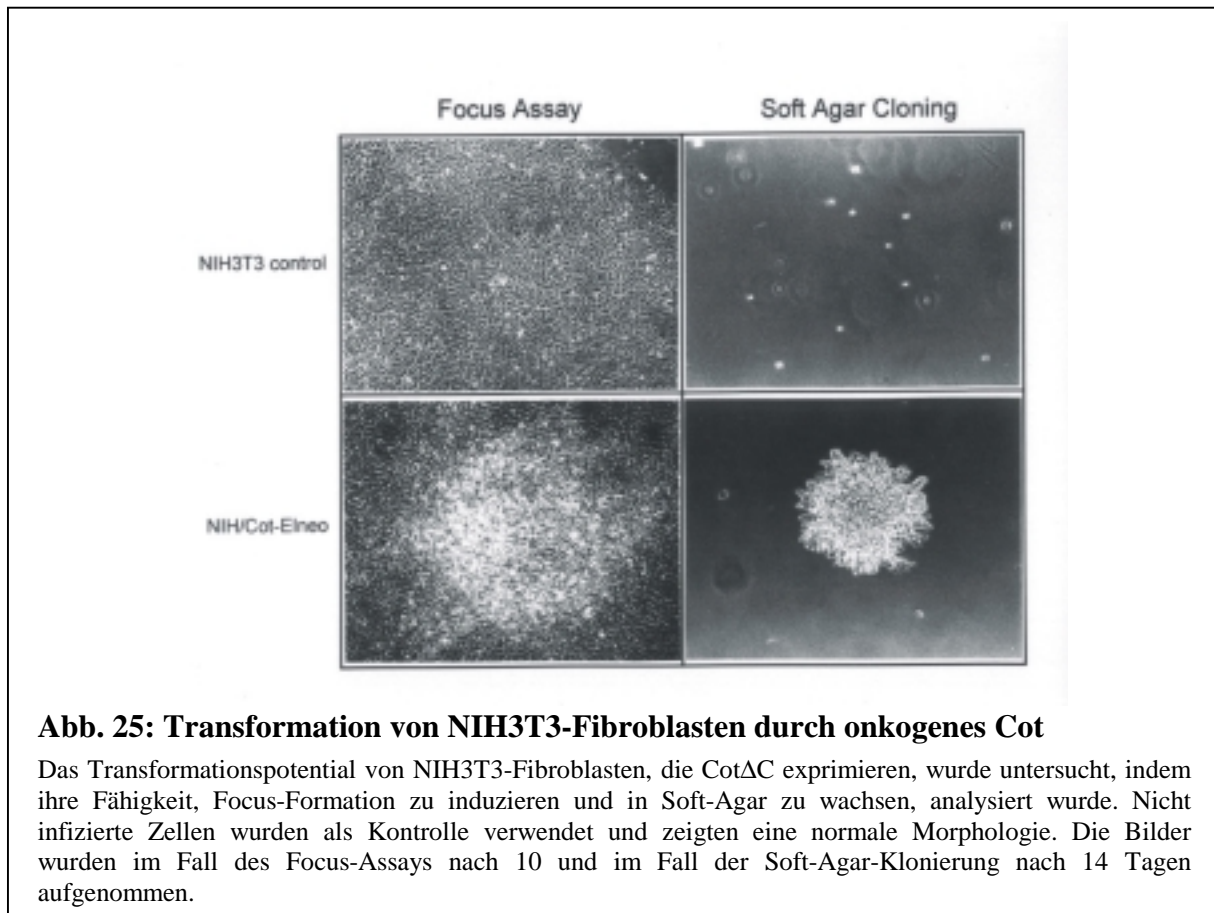 Focus Assay
Soft Agar Cloning
NIH3T3 control
NIH/Cot-EIneo
Abb. 25: Transformation von NIH3T3-Fibroblasten durch onkogenes Cot
Das Transformationspotential von NIH3T3-Fibroblasten, die CotΔC exprimieren, wurde untersucht, indem
ihre Fähigkeit, Focus-Formation zu induzieren und in Soft-Agar zu wachsen, analysiert wurde. Nicht
infizierte Zellen wurden als Kontrolle verwendet und zeigten eine normale Morphologie. Die Bilder
wurden im Fall des Focus-Assays nach 10 und im Fall der Soft-Agar-Klonierung nach 14 Tagen
aufgenommen.